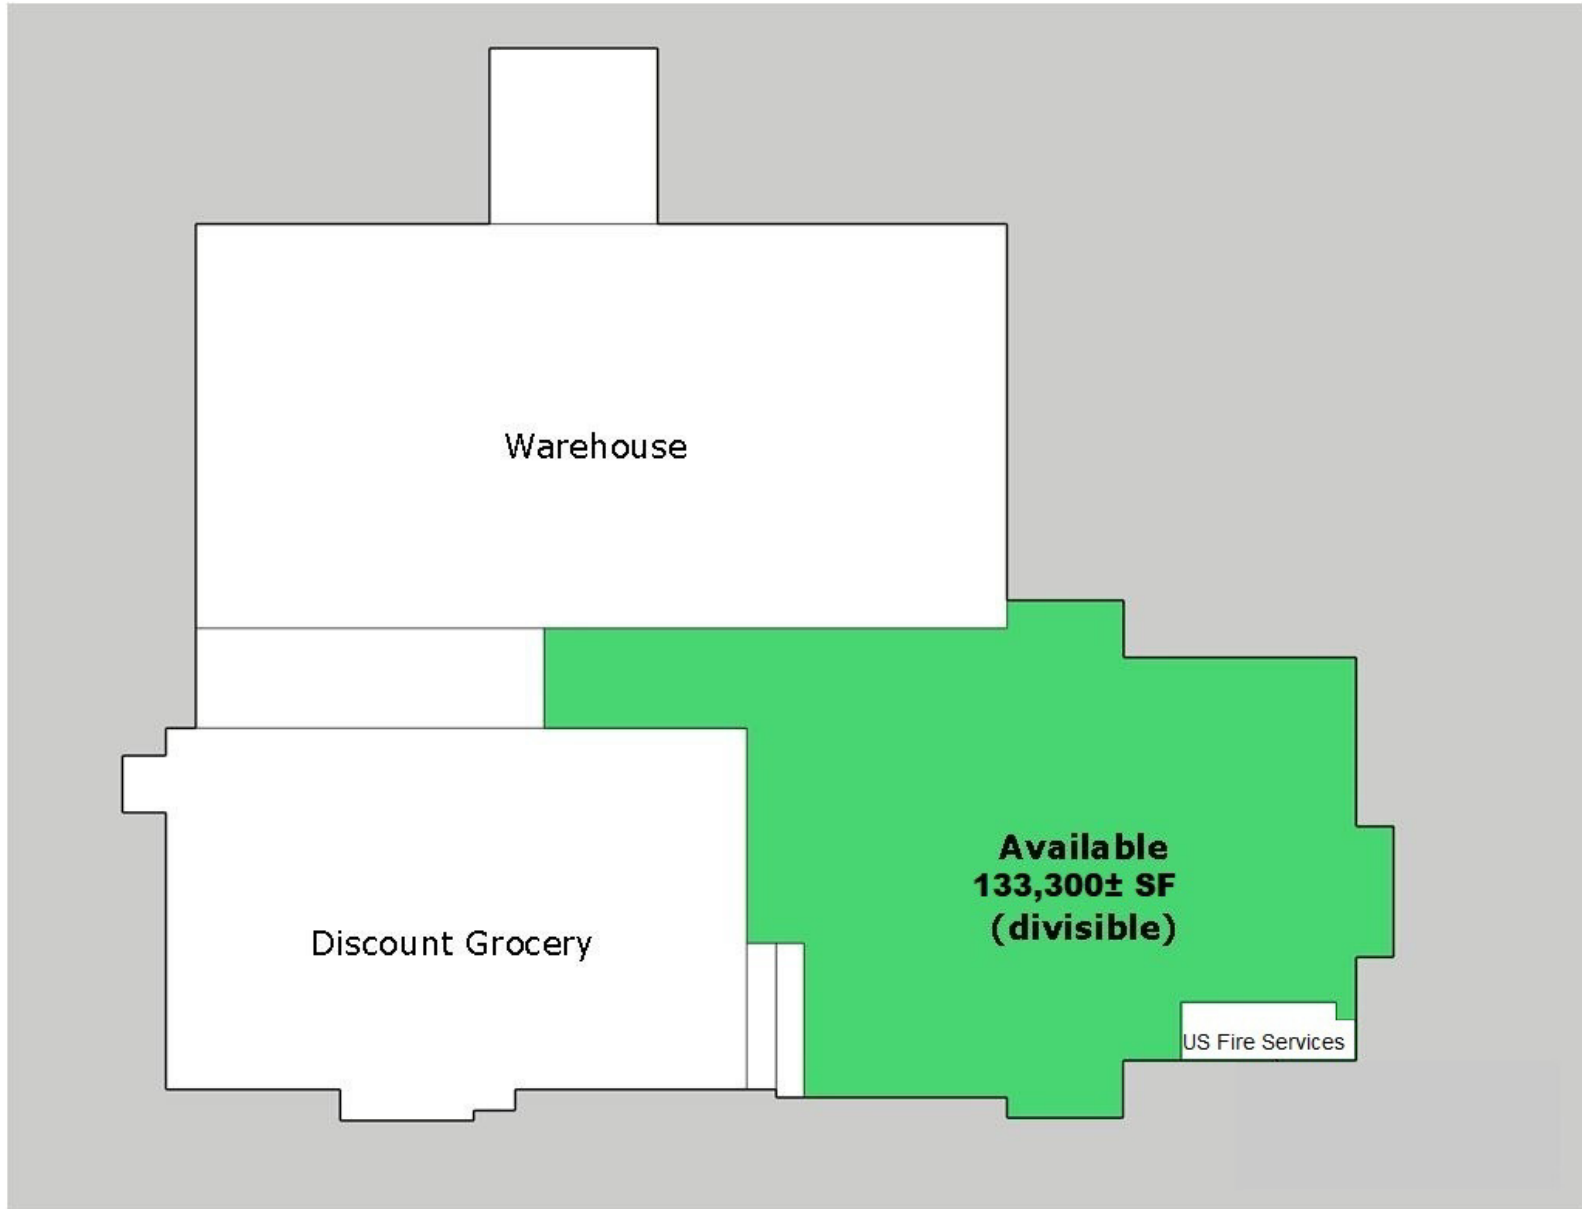 Warehouse
Available
133,300± SF
(divisible)
Discount Grocery
US Fire Services